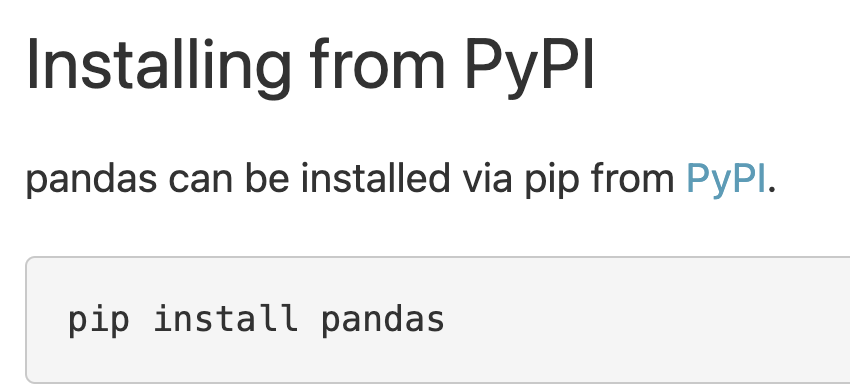 Installing from PyPI
pandas can be installed via pip from PyPI.
pip install pandas